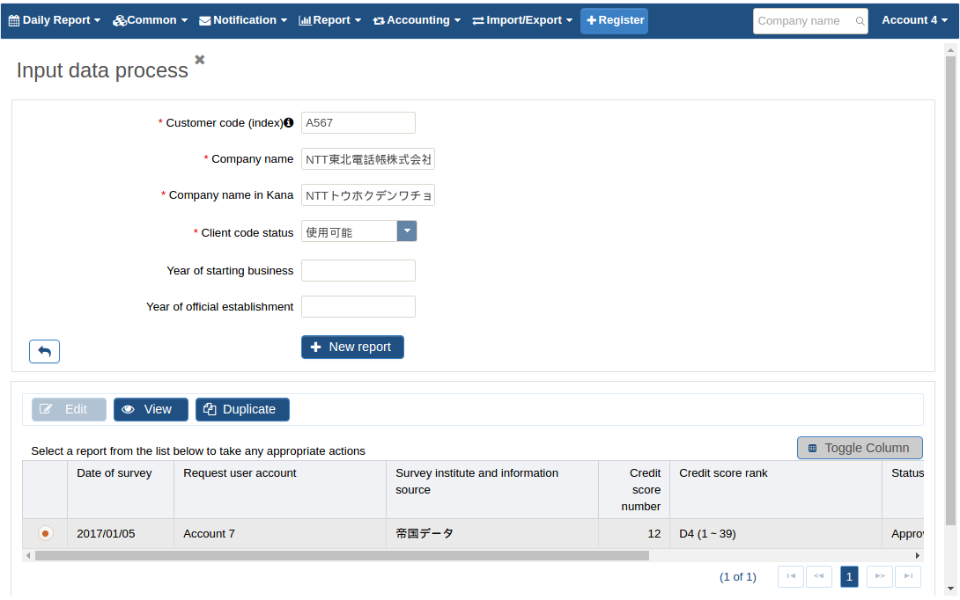 Daily Report Common Notification Report Accounting Import/Export Register Company name Account 4
Input data process
* Customer code (index) A567
* Company name NTT東北電話帳株式会社
* Company name in Kana NTTトウホクデンワチョ
* Client code status 使用可能
Year of starting business
Year of official establishment
New report
Edit View Duplicate
Select a report from the list below to take any appropriate actions
Toggle Column
Date of survey Request user account Survey institute and information source Credit score number Credit score rank Status
2017/01/05 Account 7 帝国データ 12 D4 (1 ~ 39) Approv
(1 of 1) 1